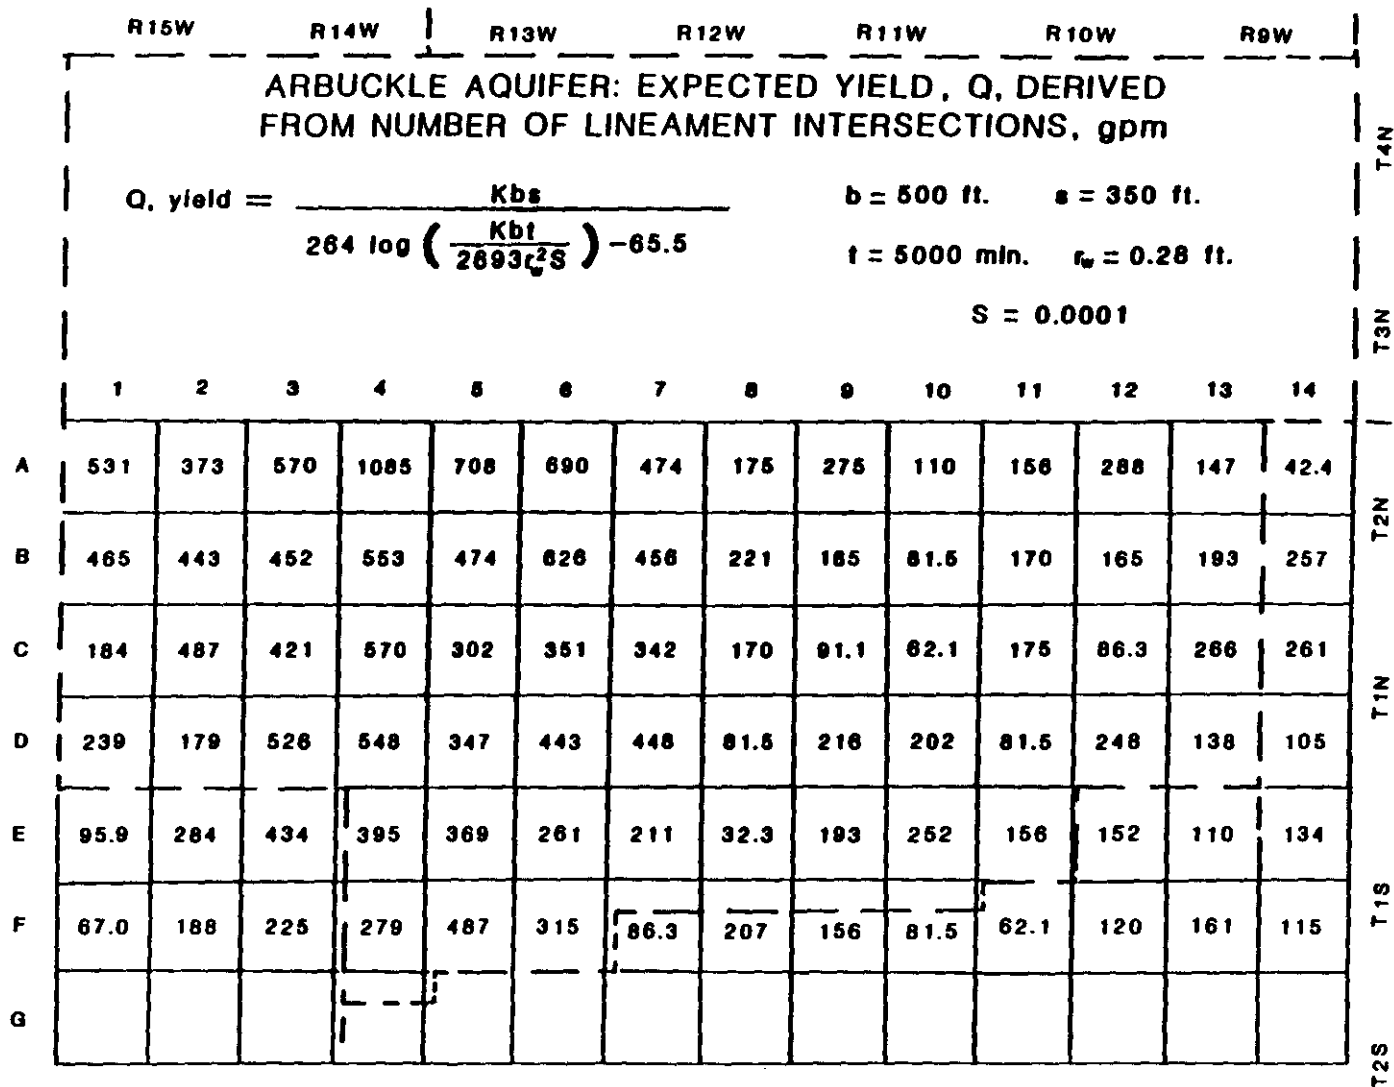 R15W R14W R13W R12W R11W R10W R9W
ARBUCKLE AQUIFER: EXPECTED YIELD, Q, DERIVED
FROM NUMBER OF LINEAMENT INTERSECTIONS, gpm
Q, yield = Kbs / 264 log ( Kbt / 2693r_w^2S ) -65.5
b = 500 ft. s = 350 ft.
t = 5000 min. r_w = 0.28 ft.
S = 0.0001
T4N
T3N
1 2 3 4 5 6 7 8 9 10 11 12 13 14
A 531 373 570 1085 708 690 474 175 275 110 156 288 147 42.4
T2N
B 465 443 452 553 474 626 456 221 165 81.5 170 165 193 257
C 184 487 421 570 302 351 342 170 91.1 62.1 175 86.3 266 261
T1N
D 239 179 526 548 347 443 448 81.5 216 202 81.5 248 138 105
E 95.9 284 434 395 369 261 211 32.3 193 252 156 152 110 134
T1S
F 67.0 188 225 279 487 315 86.3 207 156 81.5 62.1 120 161 115
G
T2S